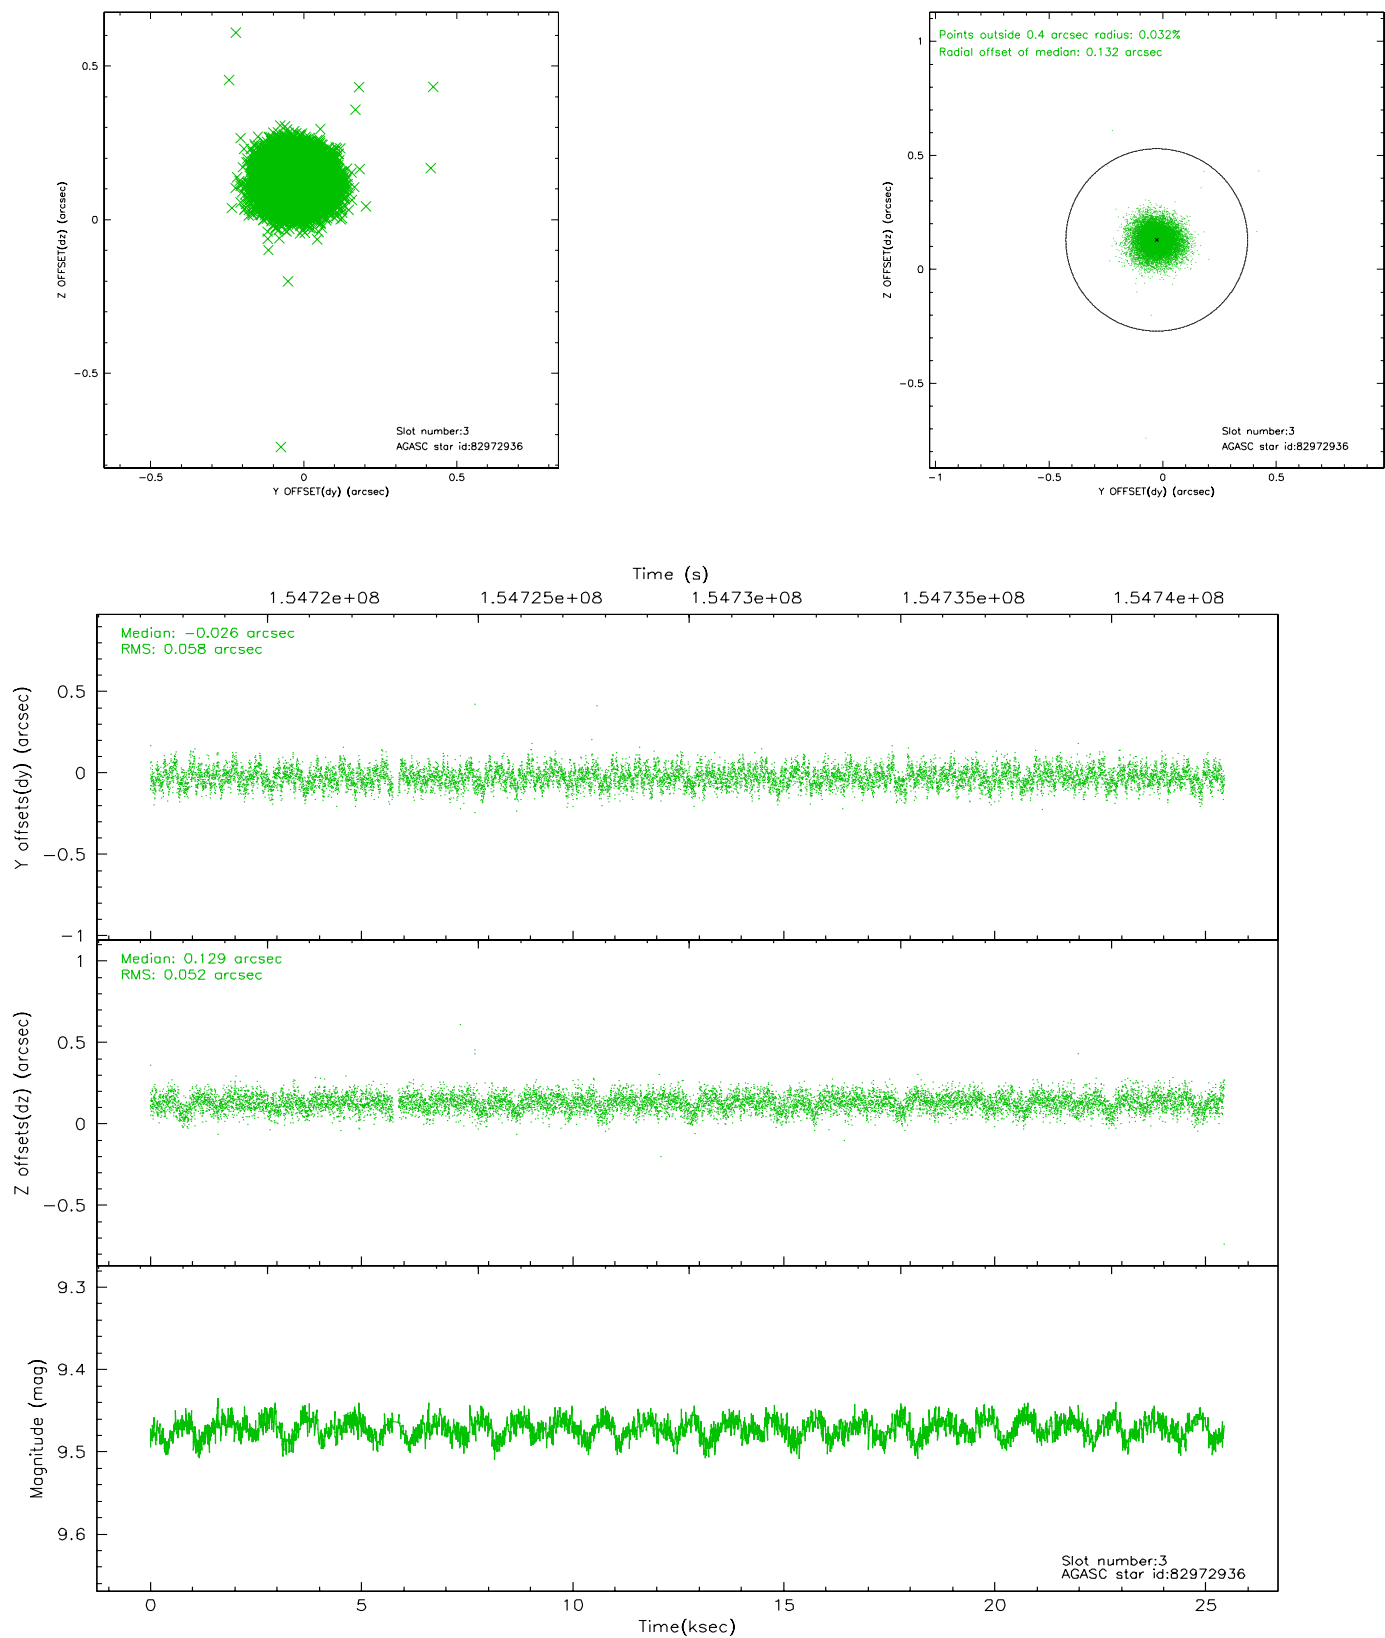 0.5
0
−0.5
Z OFFSET(dz) (arcsec)
Slot number:3
AGASC star id:82972936
−0.5
0
0.5
Y OFFSET(dy) (arcsec)
Points outside 0.4 arcsec radius: 0.032%
Radial offset of median: 0.132 arcsec
1
0.5
0
−0.5
Z OFFSET(dz) (arcsec)
Slot number:3
AGASC star id:82972936
−1
−0.5
0
0.5
Y OFFSET(dy) (arcsec)
Time (s)
1.5472e+08
1.54725e+08
1.5473e+08
1.54735e+08
1.5474e+08
Median: −0.026 arcsec
RMS: 0.058 arcsec
0.5
0
−0.5
−1
Y offsets(dy) (arcsec)
Median: 0.129 arcsec
RMS: 0.052 arcsec
1
0.5
0
−0.5
Z offsets(dz) (arcsec)
9.3
9.4
9.5
9.6
Magnitude (mag)
Slot number:3
AGASC star id:82972936
0
5
10
15
20
25
Time(ksec)